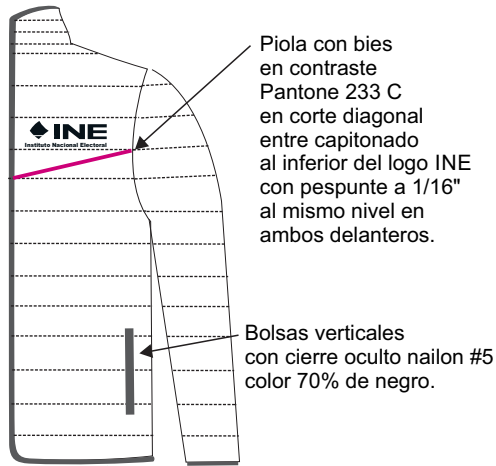 Piola con bies
en contraste
Pantone 233 C
en corte diagonal
entre capitonado
al inferior del logo INE
con pespunte a 1/16"
al mismo nivel en
ambos delanteros.
INE
Instituto Nacional Electoral
Bolsas verticales
con cierre oculto nailon #5
color 70% de negro.